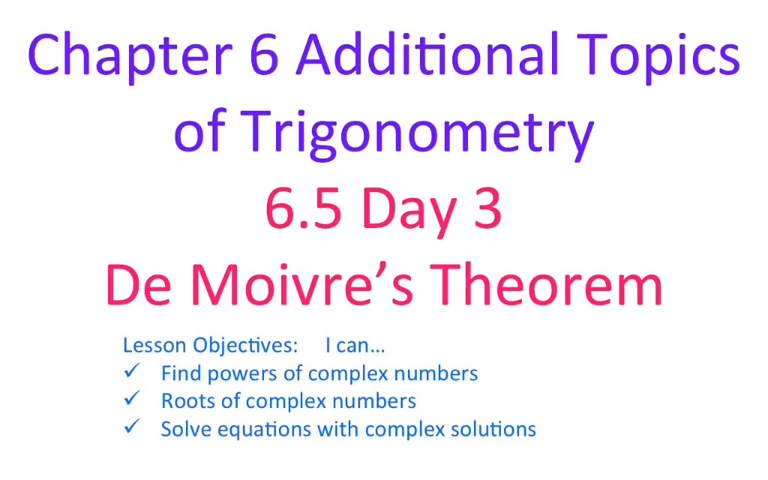 Chapter 6 Additional Topics
of Trigonometry
6.5 Day 3
De Moivre’s Theorem
Lesson Objectives: I can…
✓ Find powers of complex numbers
✓ Roots of complex numbers
✓ Solve equations with complex solutions